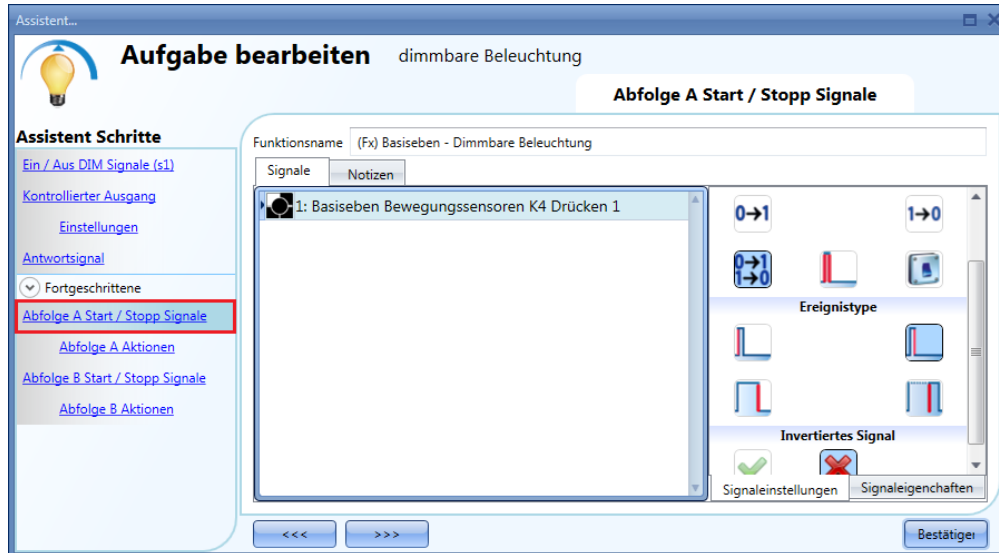 Assistent...
Aufgabe bearbeiten dimmbare Beleuchtung
Abfolge A Start / Stopp Signale
Assistent Schritte
Ein / Aus DIM Signale (s1)
Kontrollierter Ausgang
Einstellungen
Antwortsignal
Fortgeschrittene
Abfolge A Start / Stopp Signale
Abfolge A Aktionen
Abfolge B Start / Stopp Signale
Abfolge B Aktionen
Funktionsname (Fx) Basiseben - Dimmbare Beleuchtung
Signale Notizen
1: Basiseben Bewegungssensoren K4 Drücken 1
0→1 1→0
0→1
1→0
Ereignistype
Invertiertes Signal
Signaleinstellungen Signaleigenchaften
<<< >>>
Bestätiger